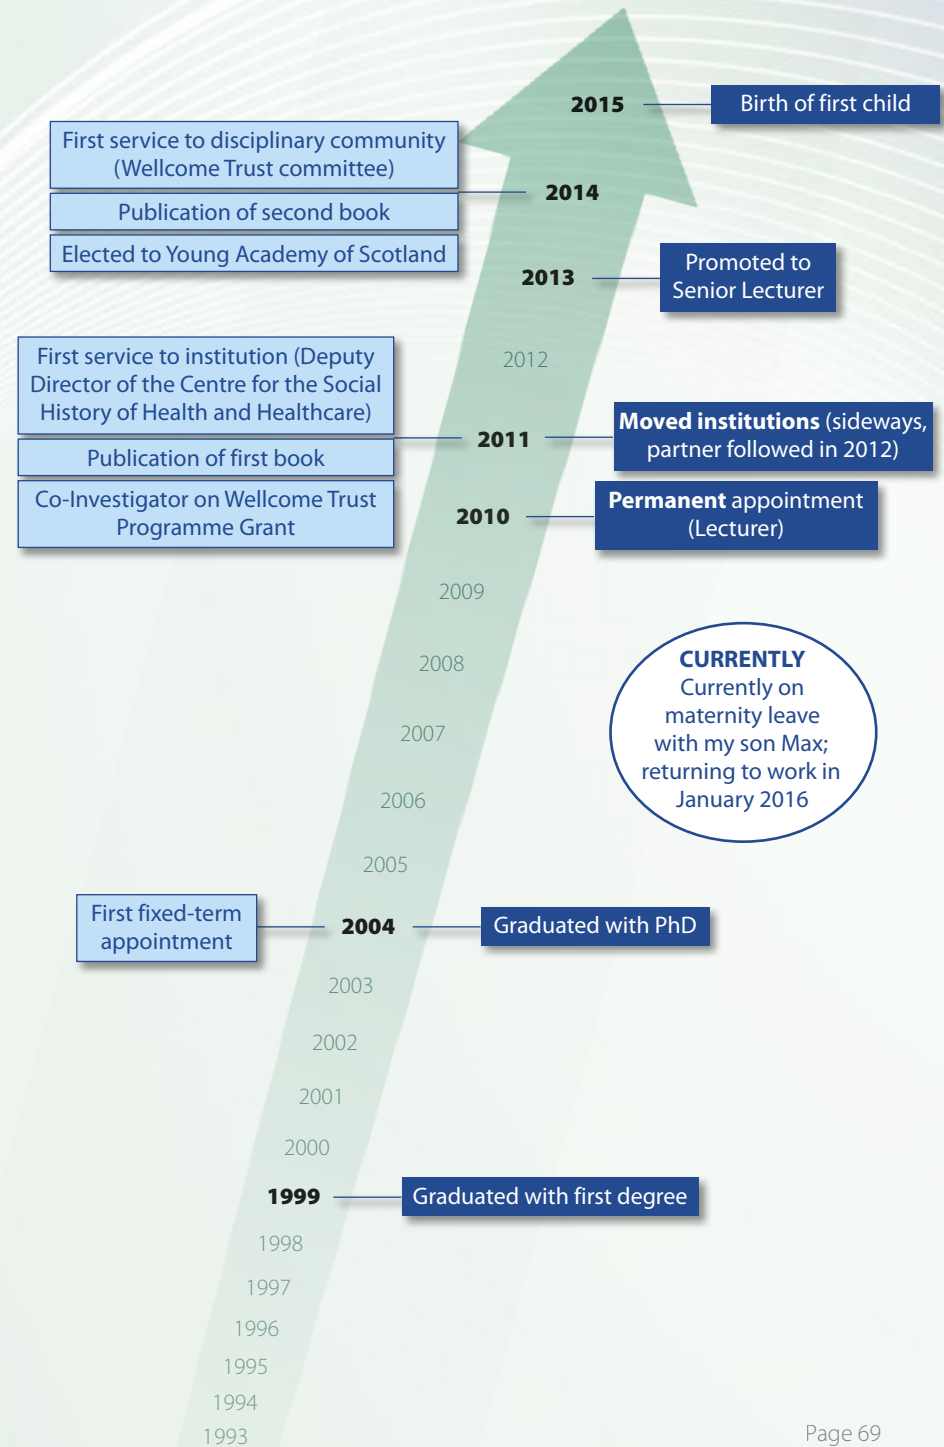 2015
Birth of first child
First service to disciplinary community
(Wellcome Trust committee)
Publication of second book
Elected to Young Academy of Scotland
2014
2013
Promoted to
Senior Lecturer
2012
First service to institution (Deputy
Director of the Centre for the Social
History of Health and Healthcare)
Publication of first book
Co-Investigator on Wellcome Trust
Programme Grant
2011
Moved institutions (sideways,
partner followed in 2012)
2010
Permanent appointment
(Lecturer)
2009
2008
CURRENTLY
Currently on
maternity leave
with my son Max;
returning to work in
January 2016
2007
2006
2005
First fixed-term
appointment
2004
Graduated with PhD
2003
2002
2001
2000
1999
Graduated with first degree
1998
1997
1996
1995
1994
1993
Page 69